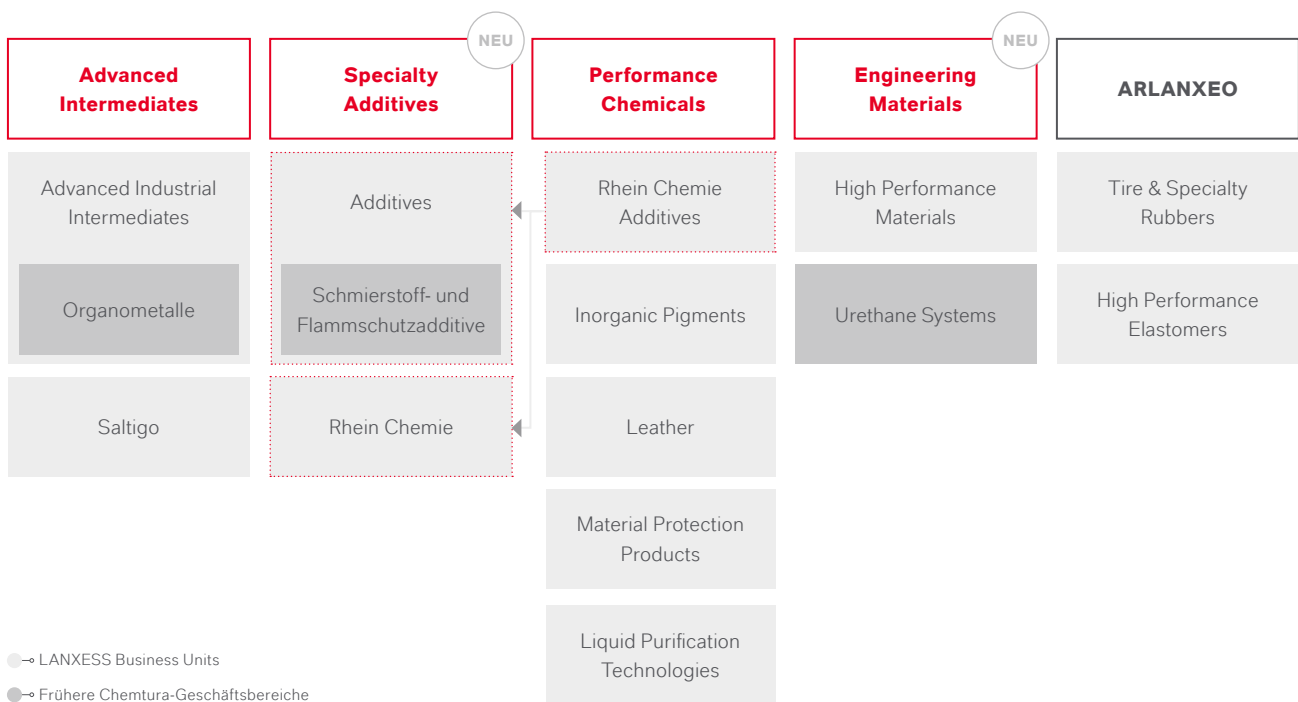 NEU
NEU
Advanced
Intermediates
Specialty
Additives
Performance
Chemicals
Engineering
Materials
ARLANXEO
Advanced Industrial
Intermediates
Organometalle
Saltigo
Additives
Schmierstoff- und
Flammschutzadditive
Rhein Chemie
Rhein Chemie
Additives
Inorganic Pigments
Leather
Material Protection
Products
Liquid Purification
Technologies
High Performance
Materials
Urethane Systems
Tire & Specialty
Rubbers
High Performance
Elastomers
LANXESS Business Units
Frühere Chemtura-Geschäftsbereiche